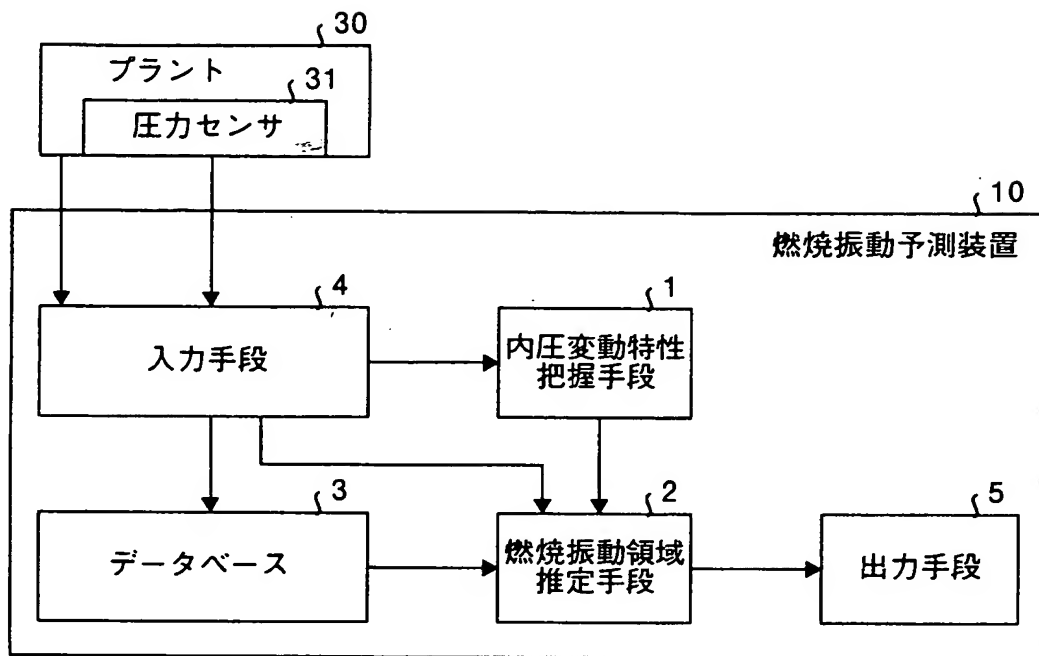 30
プラント
31
圧力センサ
10
燃焼振動予測装置
4
入力手段
1
内圧変動特性
把握手段
3
データベース
2
燃焼振動領域
推定手段
5
出力手段